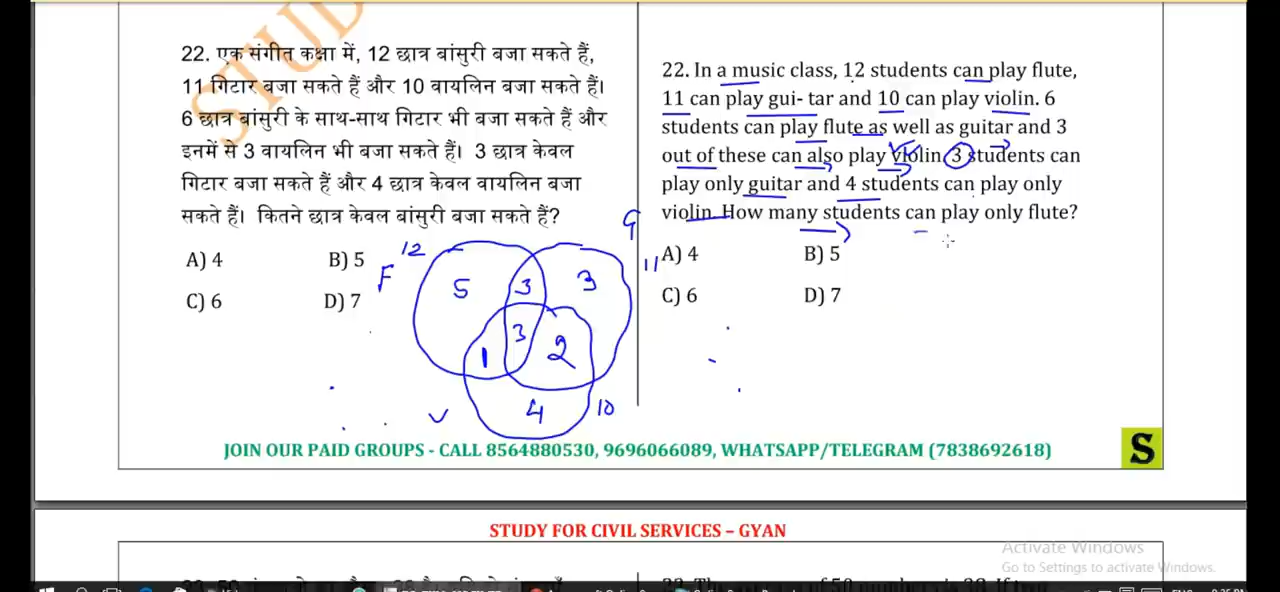 22. एक संगीत कक्षा में, 12 छात्र बांसुरी बजा सकते हैं,
11 गिटार बजा सकते हैं और 10 वायलिन बजा सकते हैं।
6 छात्र बांसुरी के साथ-साथ गिटार भी बजा सकते हैं और
इनमें से 3 वायलिन भी बजा सकते हैं। 3 छात्र केवल
गिटार बजा सकते हैं और 4 छात्र केवल वायलिन बजा
सकते हैं। कितने छात्र केवल बांसुरी बजा सकते हैं?
A) 4 B) 5
C) 6 D) 7
F 12 5 3 3 G 11
3
1 2
V 4 10
22. In a music class, 12 students can play flute,
11 can play gui- tar and 10 can play violin. 6
students can play flute as well as guitar and 3
out of these can also play violin. 3 students can
play only guitar and 4 students can play only
violin. How many students can play only flute?
A) 4 B) 5
C) 6 D) 7
JOIN OUR PAID GROUPS - CALL 8564880530, 9696066089, WHATSAPP/TELEGRAM (7838692618)
S
STUDY FOR CIVIL SERVICES – GYAN
Activate Windows
Go to Settings to activate Windows.